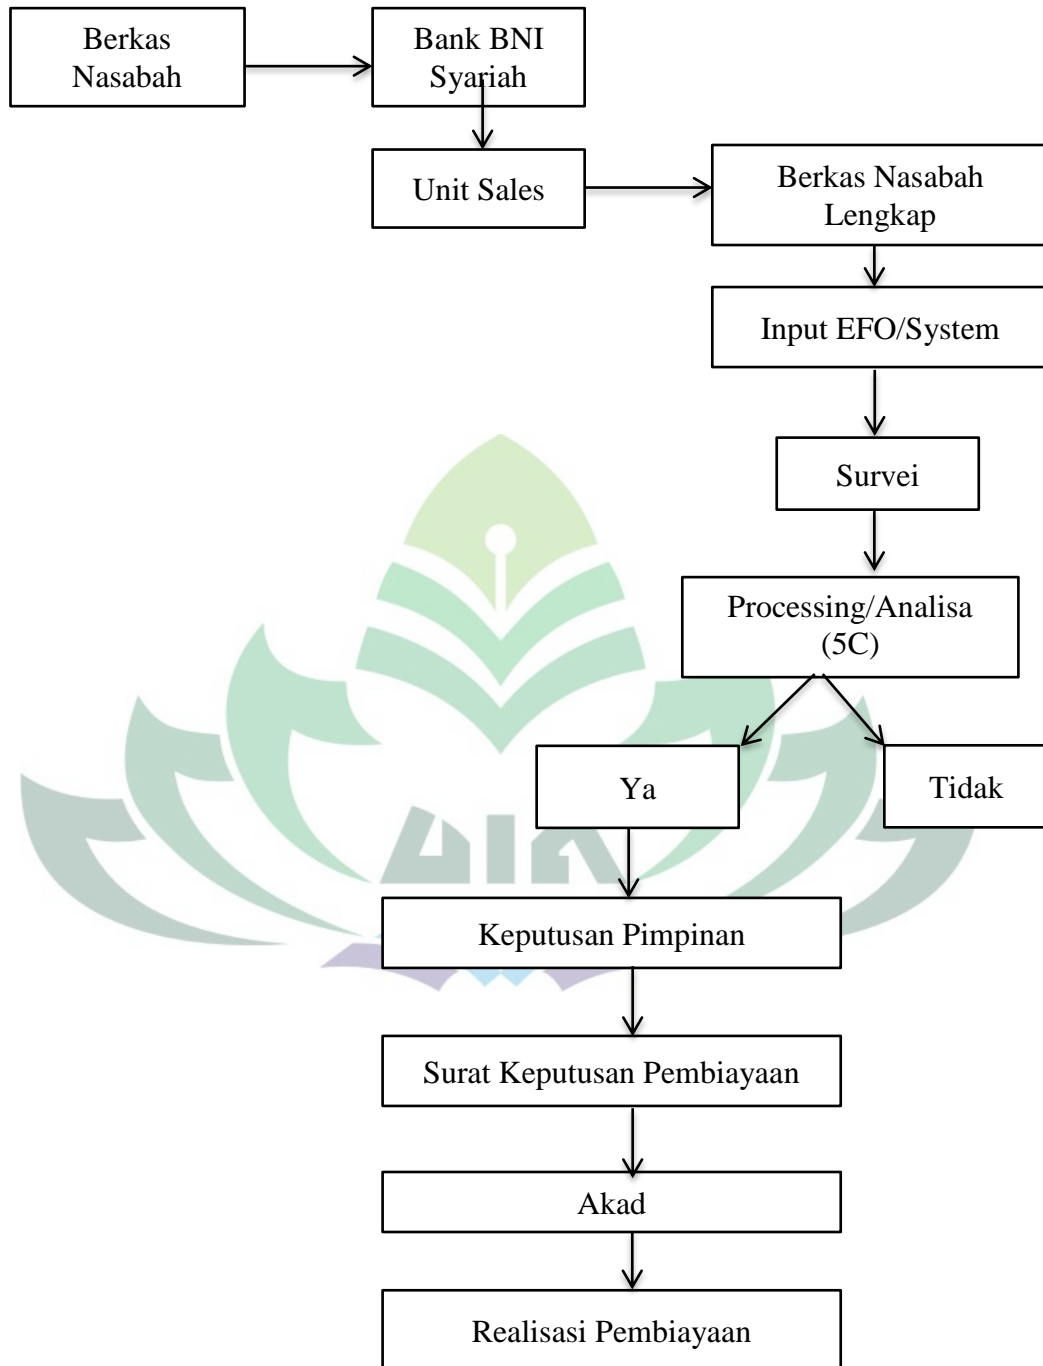 Berkas
Nasabah
Bank BNI
Syariah
Unit Sales
Berkas Nasabah
Lengkap
Input EFO/System
Survei
Processing/Analisa
(5C)
Ya
Tidak
Keputusan Pimpinan
Surat Keputusan Pembiayaan
Akad
Realisasi Pembiayaan